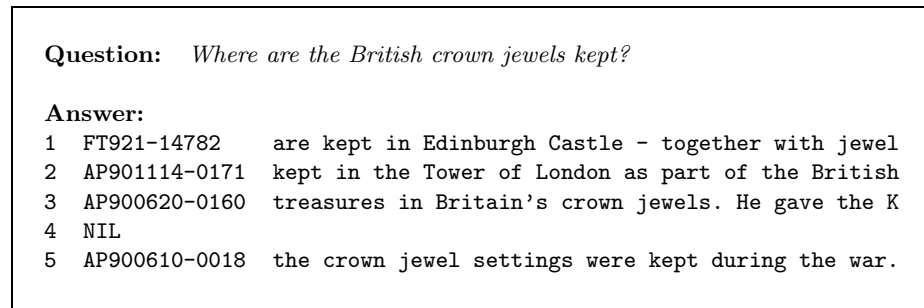 Question: Where are the British crown jewels kept?
Answer:
1 FT921-14782 are kept in Edinburgh Castle - together with jewel
2 AP901114-0171 kept in the Tower of London as part of the British
3 AP900620-0160 treasures in Britain's crown jewels. He gave the K
4 NIL
5 AP900610-0018 the crown jewel settings were kept during the war.